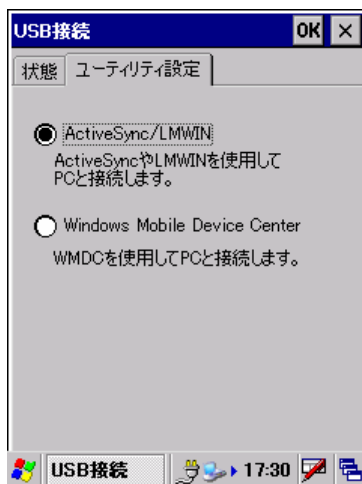 USB接続 OK ×
状態 ユーティリティ設定
ActiveSync/LMWIN
ActiveSyncやLMWINを使用して
PCと接続します。
Windows Mobile Device Center
WMDCを使用してPCと接続します。
USB接続 17:30